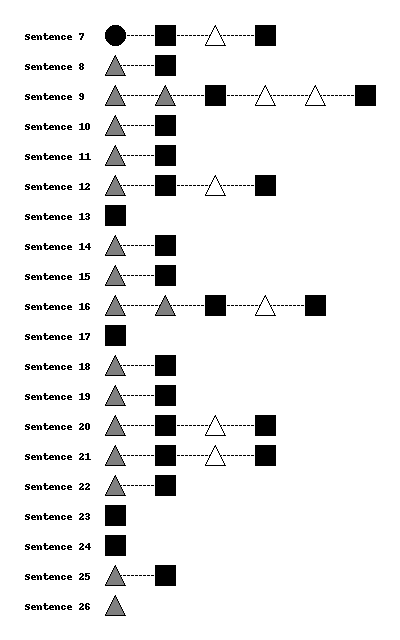 Sentence 7
Sentence 8
Sentence 9
Sentence 10
Sentence 11
Sentence 12
Sentence 13
Sentence 14
Sentence 15
Sentence 16
Sentence 17
Sentence 18
Sentence 19
Sentence 20
Sentence 21
Sentence 22
Sentence 23
Sentence 24
Sentence 25
Sentence 26